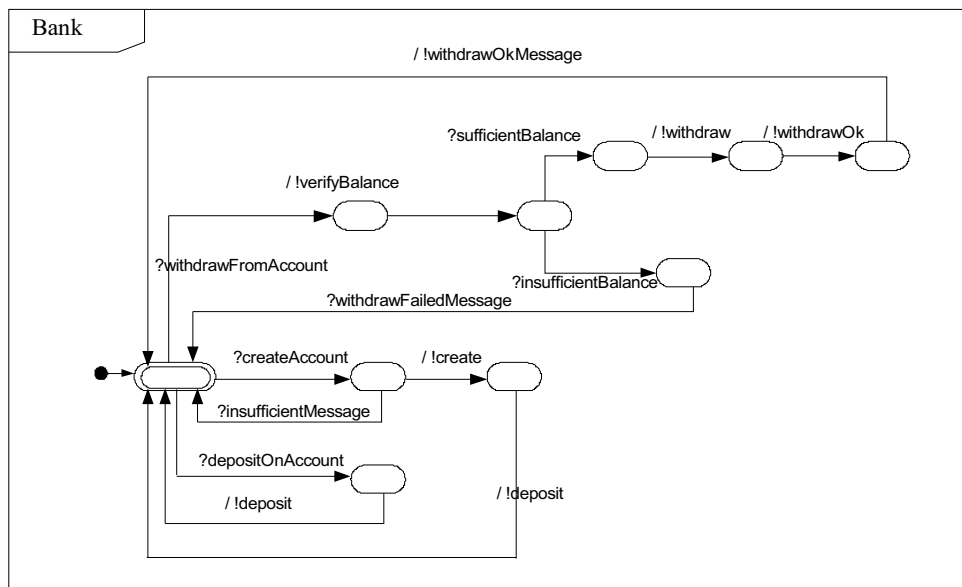 Bank
/ !withdrawOkMessage
?sufficientBalance
/ !withdraw
/ !withdrawOk
/ !verifyBalance
?withdrawFromAccount
?insufficientBalance
?withdrawFailedMessage
?createAccount
/ !create
?insufficientMessage
?depositOnAccount
/ !deposit
/ !deposit